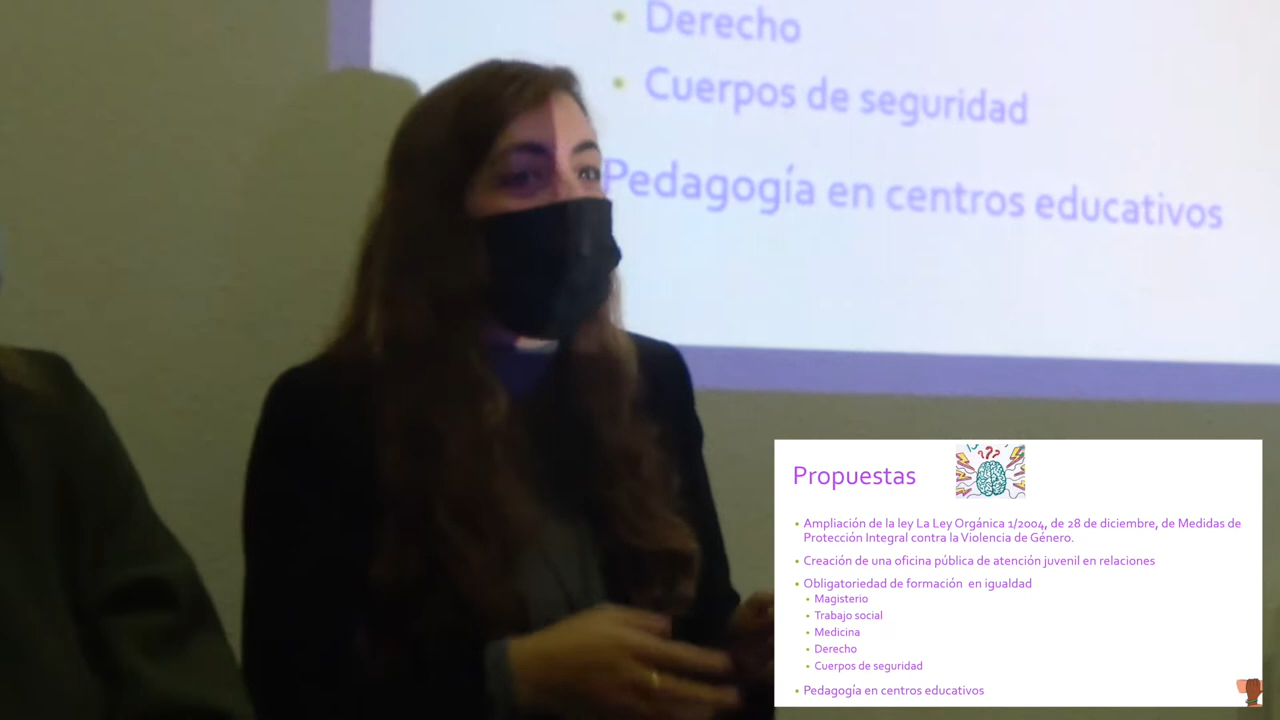 Derecho
Cuerpos de seguridad
Pedagogía en centros educativos
Propuestas
Ampliación de la ley La Ley Orgánica 1/2004, de 28 de diciembre, de Medidas de
Protección Integral contra la Violencia de Género.
Creación de una oficina pública de atención juvenil en relaciones
Obligatoriedad de formación en igualdad
Magisterio
Trabajo social
Medicina
Derecho
Cuerpos de seguridad
Pedagogía en centros educativos